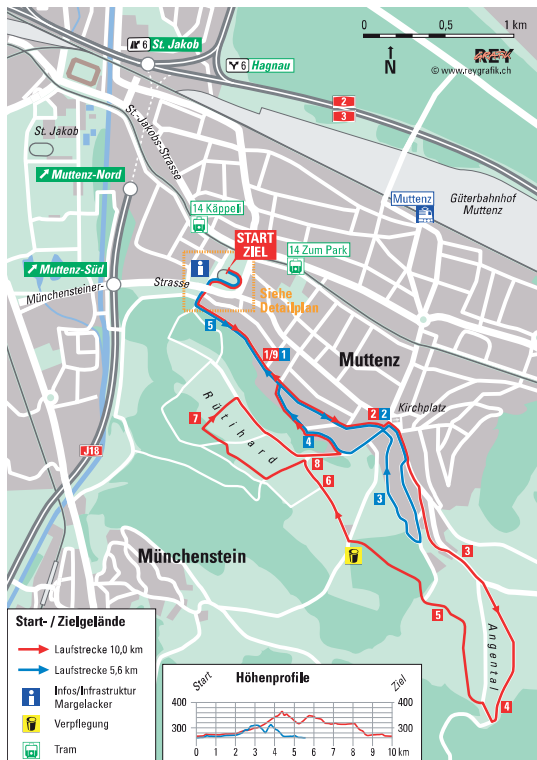 0 0,5 1 km
6 St. Jakob
6 Hagnau
N
REY
GRAFIK
© www.reygrafik.ch
2
3
St. Jakob
St.-Jakobs-Strasse
Muttenz-Nord
Muttenz
Güterbahnhof
Muttenz
14 Käppeli
START
ZIEL
14 Zum Park
Muttenz-Süd
Münchensteiner-
Strasse
Siehe
Detailplan
5
1/9 1
Muttenz
Rütihard
7
2 2
Kirchplatz
4
8
J18
6
3
3
Münchenstein
5
Angental
4
Start- / Zielgelände
Laufstrecke 10,0 km
Laufstrecke 5,6 km
Infos/Infrastruktur
Margelacker
Verpflegung
Tram
Start
Höhenprofile
Ziel
400 400
300 300
0 1 2 3 4 5 6 7 8 9 10 km